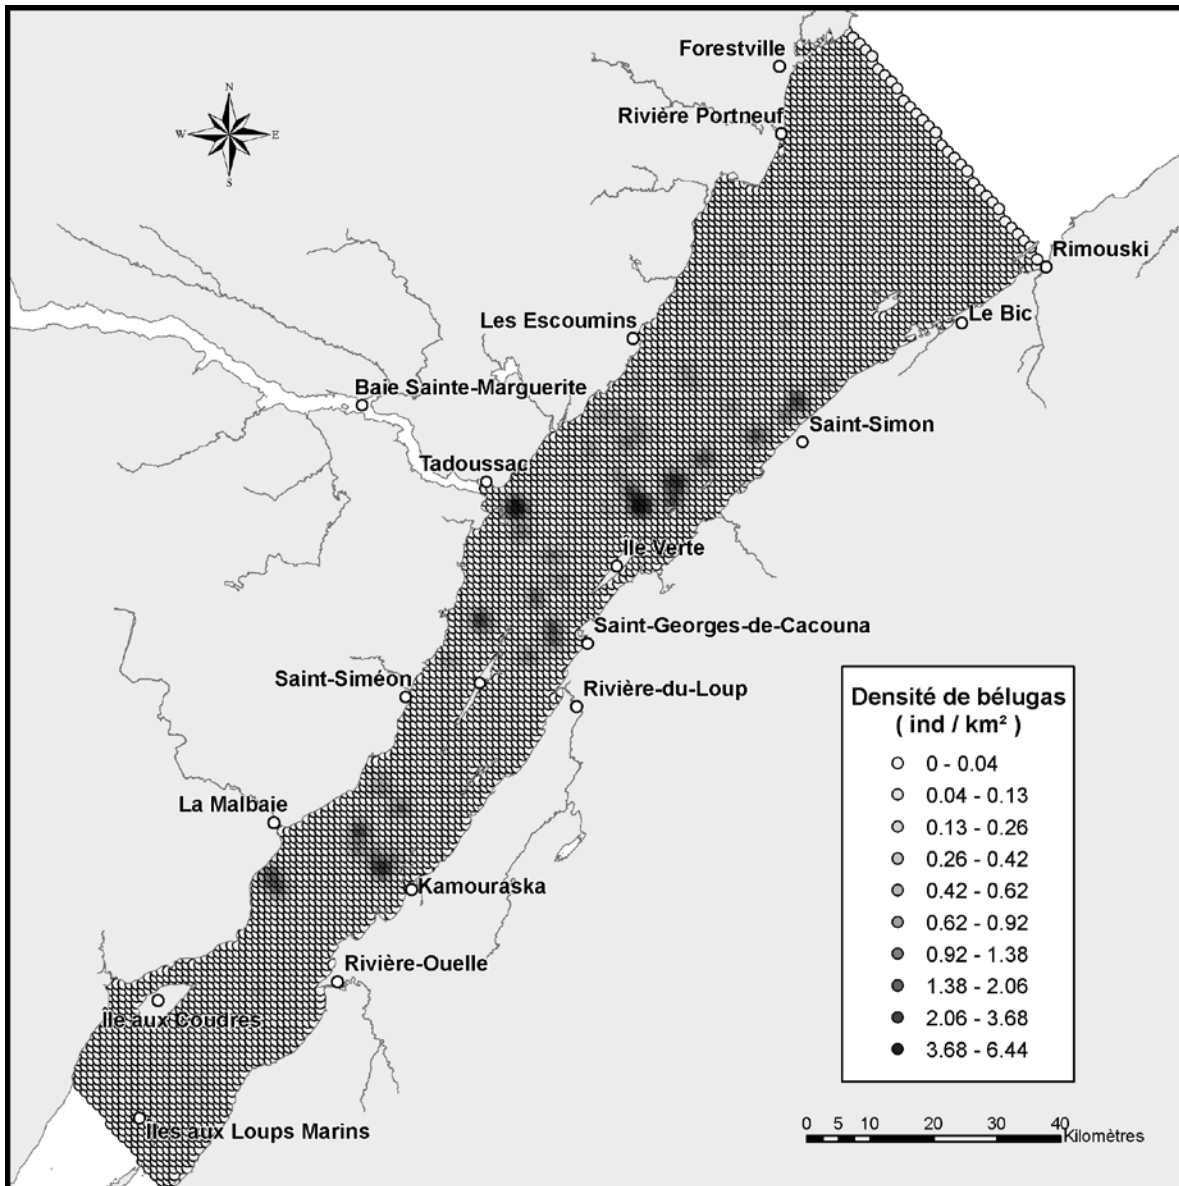 Forestville
Rivière Portneuf
N
W
E
S
Rimouski
Le Bic
Les Escoumins
Baie Sainte-Marguerite
Saint-Simon
Tadoussac
Île Verte
Saint-Georges-de-Cacouna
Saint-Siméon
Rivière-du-Loup
La Malbaie
Kamouraska
Rivière-Ouelle
Ile aux Coudres
Îles aux Loups Marins
Densité de bélugas
( ind / km² )
0 - 0.04
0.04 - 0.13
0.13 - 0.26
0.26 - 0.42
0.42 - 0.62
0.62 - 0.92
0.92 - 1.38
1.38 - 2.06
2.06 - 3.68
3.68 - 6.44
0 5 10 20 30 40
Kilomètres